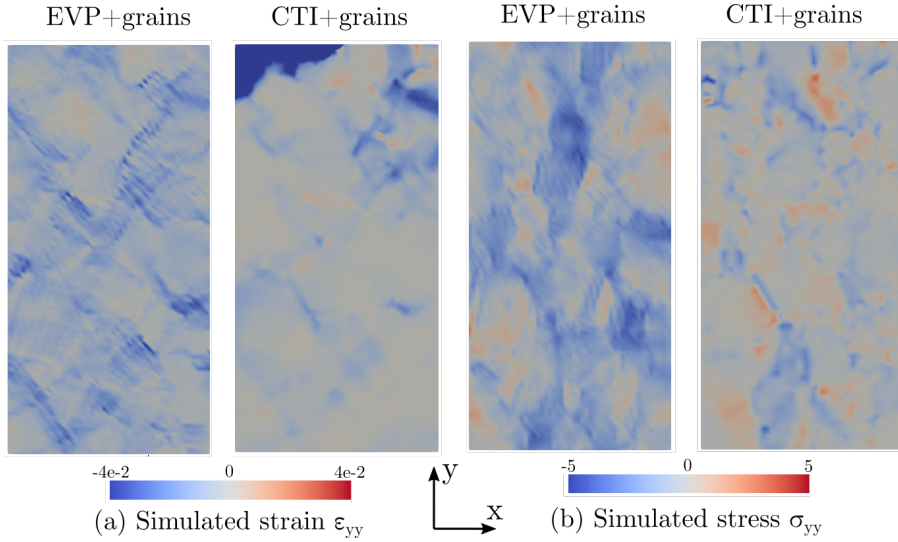 EVP+grains
CTI+grains
EVP+grains
CTI+grains
-4e-2
0
4e-2
-5
0
5
y
x
(a) Simulated strain εyy
(b) Simulated stress σyy